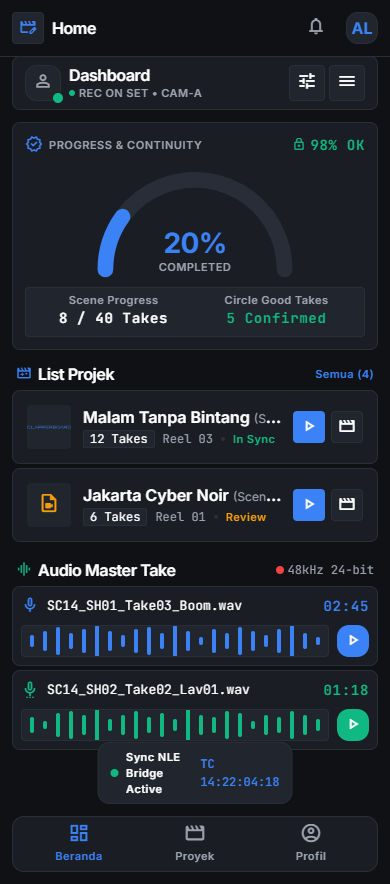 Home
AL
Dashboard
REC ON SET • CAM-A
PROGRESS & CONTINUITY
98% OK
20%
COMPLETED
Scene Progress
Circle Good Takes
8 / 40 Takes
5 Confirmed
List Projek
Semua (4)
CLAPPERBOARD
Malam Tanpa Bintang (S...
12 Takes Reel 03 • In Sync
Jakarta Cyber Noir (Scen...
6 Takes Reel 01 • Review
Audio Master Take
48kHz 24-bit
SC14_SH01_Take03_Boom.wav
02:45
SC14_SH02_Take02_Lav01.wav
01:18
Sync NLE
Bridge
Active
TC
14:22:04:18
Beranda
Proyek
Profil